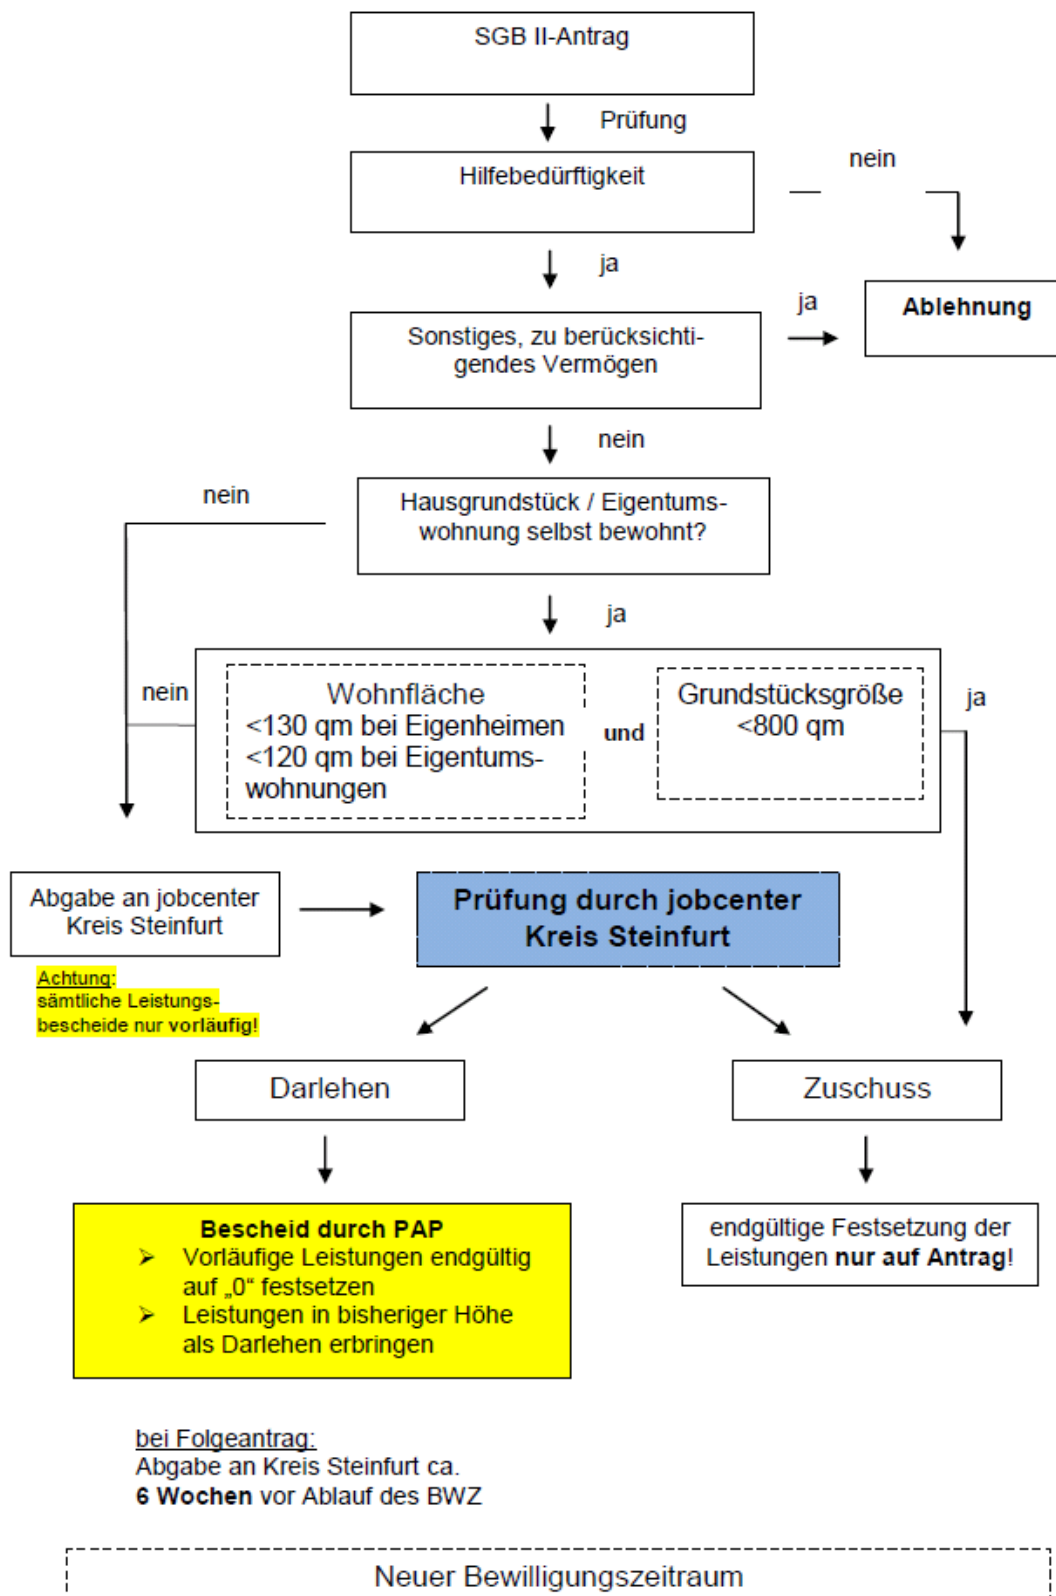 SGB II-Antrag
Prüfung
Hilfebedürftigkeit
nein
ja
Ablehnung
Sonstiges, zu berücksichti-
gendes Vermögen
ja
nein
Hausgrundstück / Eigentums-
wohnung selbst bewohnt?
nein
ja
nein
Wohnfläche
<130 qm bei Eigenheimen
<120 qm bei Eigentums-
wohnungen
und
Grundstücksgröße
<800 qm
ja
Abgabe an jobcenter
Kreis Steinfurt
Prüfung durch jobcenter
Kreis Steinfurt
Achtung:
sämtliche Leistungs-
bescheide nur vorläufig!
Darlehen
Zuschuss
Bescheid durch PAP
➢ Vorläufige Leistungen endgültig
auf „0“ festsetzen
➢ Leistungen in bisheriger Höhe
als Darlehen erbringen
endgültige Festsetzung der
Leistungen nur auf Antrag!
bei Folgeantrag:
Abgabe an Kreis Steinfurt ca.
6 Wochen vor Ablauf des BWZ
Neuer Bewilligungszeitraum